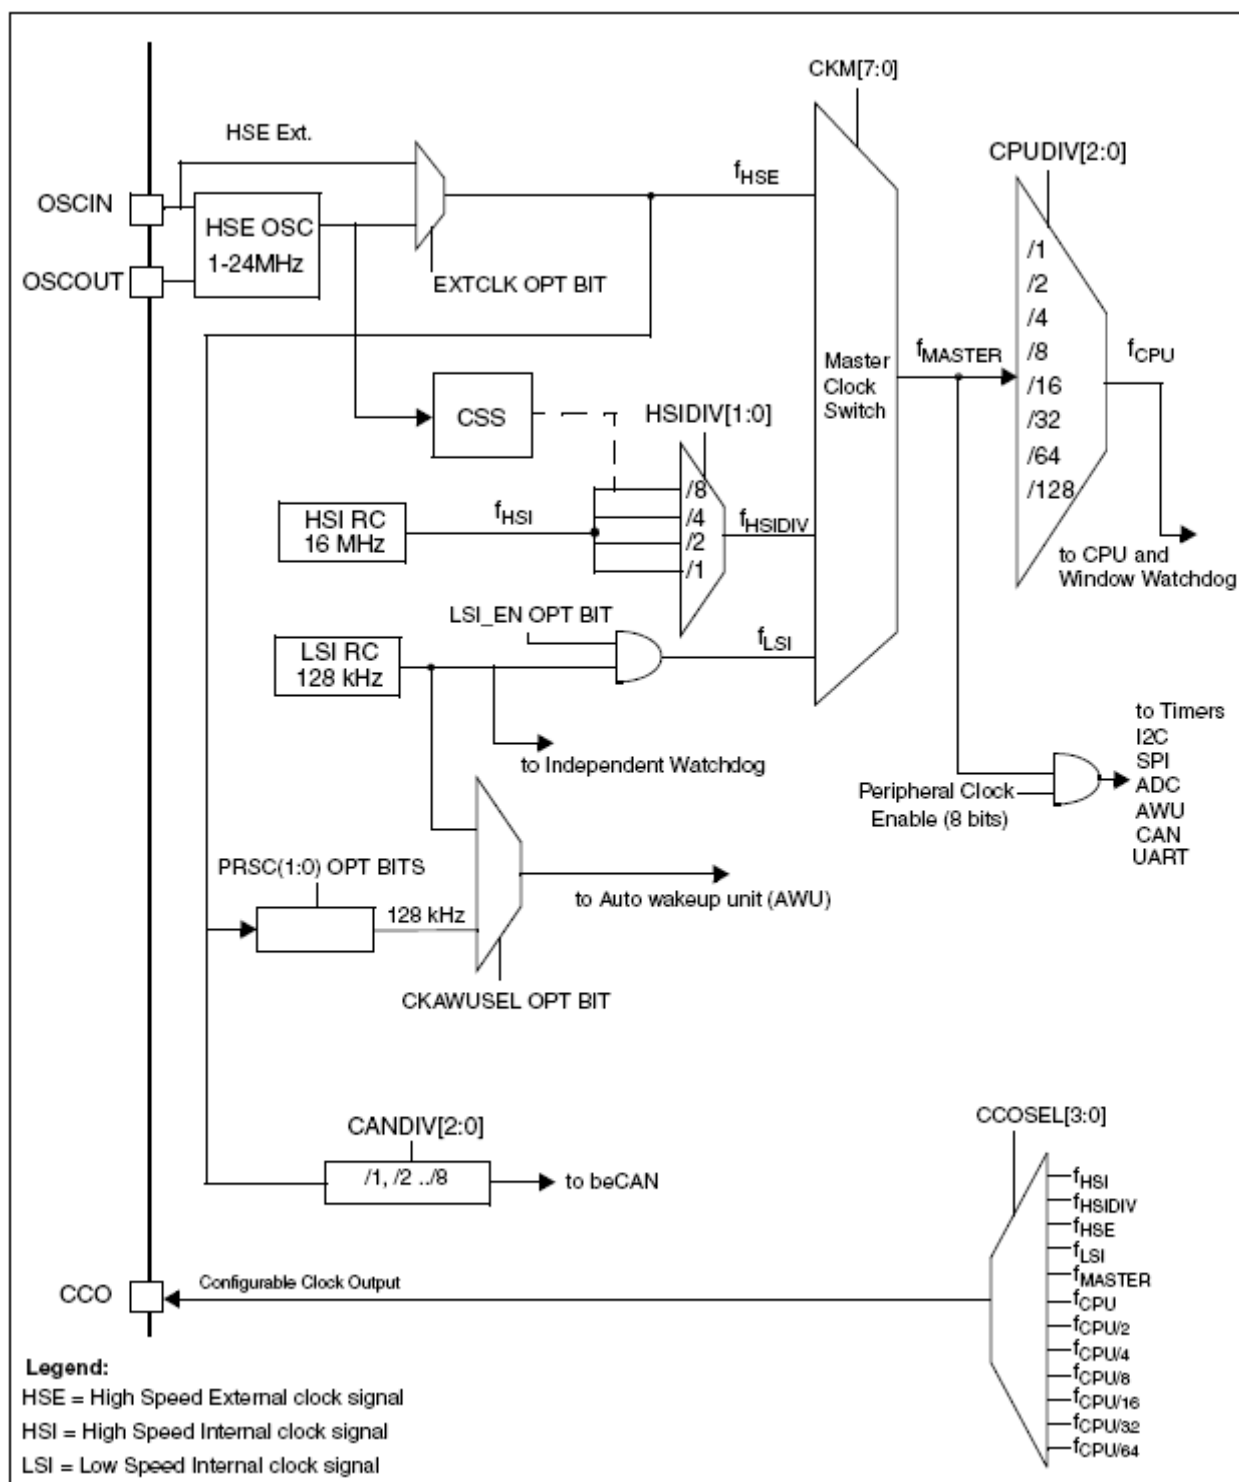 CKM[7:0]
HSE Ext.
CPUDIV[2:0]
fHSE
OSCIN
HSE OSC
1-24MHz
OSCOUT
EXTCLK OPT BIT
/1
/2
/4
/8
/16
/32
/64
/128
Master
Clock
Switch
fMASTER
fCPU
CSS
HSIDIV[1:0]
/8
/4
/2
/1
HSI RC
16 MHz
fHSI
fHSIDIV
to CPU and
Window Watchdog
LSI_EN OPT BIT
LSI RC
128 kHz
fLSI
to Independent Watchdog
to Timers
I2C
SPI
ADC
AWU
CAN
UART
Peripheral Clock
Enable (8 bits)
PRSC(1:0) OPT BITS
128 kHz
to Auto wakeup unit (AWU)
CKAWUSEL OPT BIT
CANDIV[2:0]
/1, /2 ../8
to beCAN
CCOSEL[3:0]
fHSI
fHSIDIV
fHSE
fLSI
fMASTER
fCPU
fCPU/2
fCPU/4
fCPU/8
fCPU/16
fCPU/32
fCPU/64
CCO
Configurable Clock Output
Legend:
HSE = High Speed External clock signal
HSI = High Speed Internal clock signal
LSI = Low Speed Internal clock signal